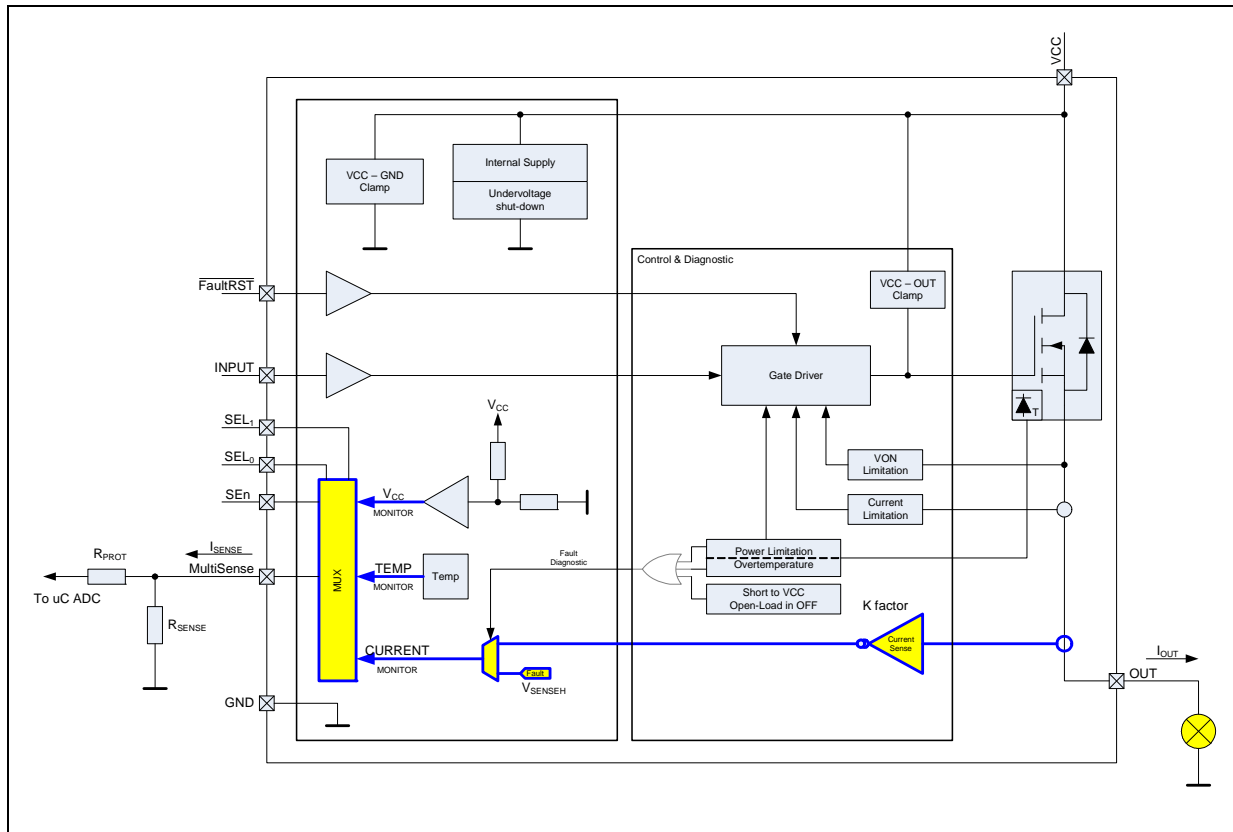 VCC
VCC – GND
Clamp
Internal Supply
Undervoltage
shut-down
Control & Diagnostic
FaultRST
VCC – OUT
Clamp
INPUT
Gate Driver
T
SEL1
VCC
SEL0
VON
Limitation
SEn
VCC
MONITOR
Current
Limitation
RPROT
ISENSE
MultiSense
To uC ADC
RSENSE
MUX
TEMP
MONITOR
Temp
Fault
Diagnostic
Power Limitation
Overtemperature
Short to VCC
Open-Load in OFF
K factor
Current
Sense
CURRENT
MONITOR
Fault
VSENSEH
IOUT
OUT
GND